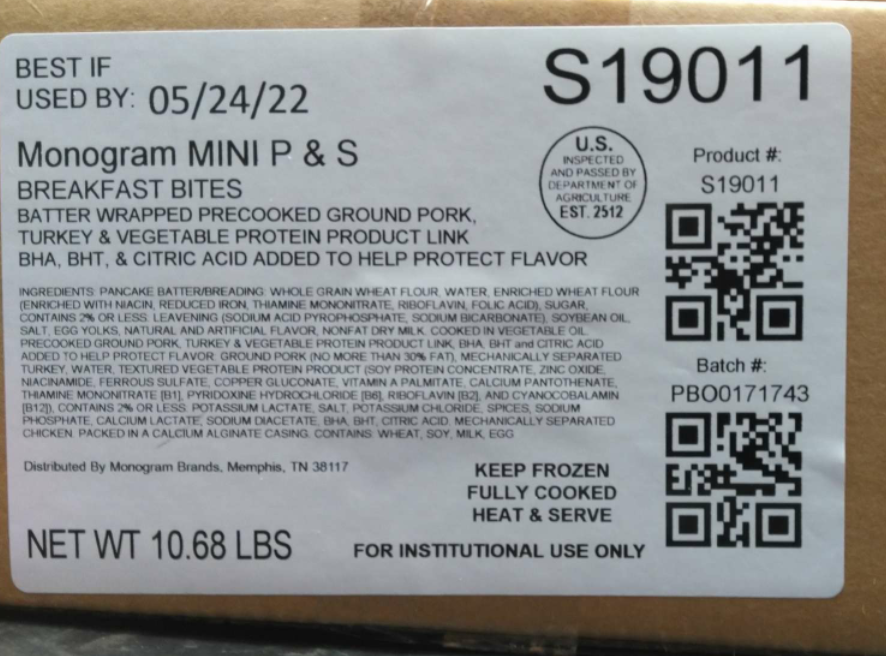 BEST IF
USED BY: 05/24/22
S19011
Monogram MINI P & S
BREAKFAST BITES
BATTER WRAPPED PRECOOKED GROUND PORK,
TURKEY & VEGETABLE PROTEIN PRODUCT LINK
BHA, BHT, & CITRIC ACID ADDED TO HELP PROTECT FLAVOR
U.S.
INSPECTED
AND PASSED BY
DEPARTMENT OF
AGRICULTURE
EST. 2512
Product #:
S19011
INGREDIENTS: PANCAKE BATTER/BREADING: WHOLE GRAIN WHEAT FLOUR, WATER, ENRICHED WHEAT FLOUR
(ENRICHED WITH NIACIN, REDUCED IRON, THIAMINE MONONITRATE, RIBOFLAVIN, FOLIC ACID), SUGAR,
CONTAINS 2% OR LESS: LEAVENING (SODIUM ACID PYROPHOSPHATE, SODIUM BICARBONATE), SOYBEAN OIL,
SALT, EGG YOLKS, NATURAL AND ARTIFICIAL FLAVOR, NONFAT DRY MILK. COOKED IN VEGETABLE OIL.
PRECOOKED GROUND PORK, TURKEY & VEGETABLE PROTEIN PRODUCT LINK, BHA, BHT and CITRIC ACID
ADDED TO HELP PROTECT FLAVOR: GROUND PORK (NO MORE THAN 30% FAT), MECHANICALLY SEPARATED
TURKEY, WATER, TEXTURED VEGETABLE PROTEIN PRODUCT (SOY PROTEIN CONCENTRATE, ZINC OXIDE,
NIACINAMIDE, FERROUS SULFATE, COPPER GLUCONATE, VITAMIN A PALMITATE, CALCIUM PANTOTHENATE,
THIAMINE MONONITRATE [B1], PYRIDOXINE HYDROCHLORIDE [B6], RIBOFLAVIN [B2], AND CYANOCOBALAMIN
[B12]), CONTAINS 2% OR LESS: POTASSIUM LACTATE, SALT, POTASSIUM CHLORIDE, SPICES, SODIUM
PHOSPHATE, CALCIUM LACTATE, SODIUM DIACETATE, BHA, BHT, CITRIC ACID, MECHANICALLY SEPARATED
CHICKEN. PACKED IN A CALCIUM ALGINATE CASING. CONTAINS: WHEAT, SOY, MILK, EGG
Batch #:
PBO0171743
Distributed By Monogram Brands, Memphis, TN 38117
KEEP FROZEN
FULLY COOKED
HEAT & SERVE
NET WT 10.68 LBS
FOR INSTITUTIONAL USE ONLY